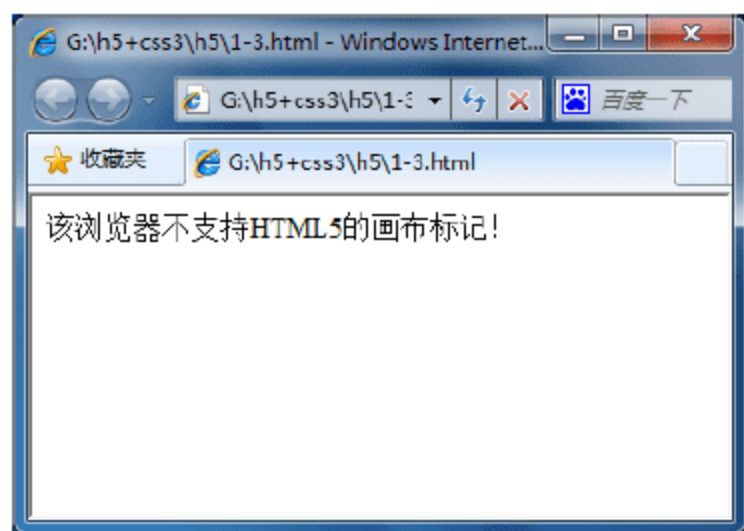 G:\h5+css3\h5\1-3.html - Windows Internet...
G:\h5+css3\h5\1-3 百度一下
收藏夹 G:\h5+css3\h5\1-3.html
该浏览器不支持HTML5的画布标记！